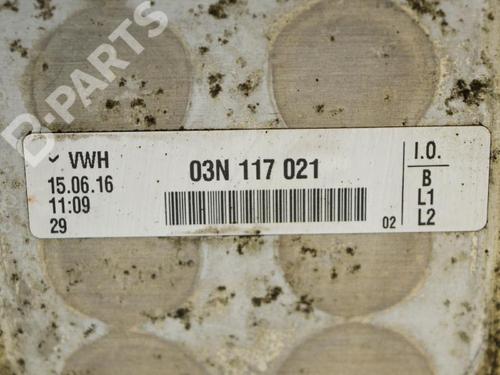 D-PARTS
VWH
15.06.16
11:09
29
03N 117 021
02
I.O.
B
L1
L2